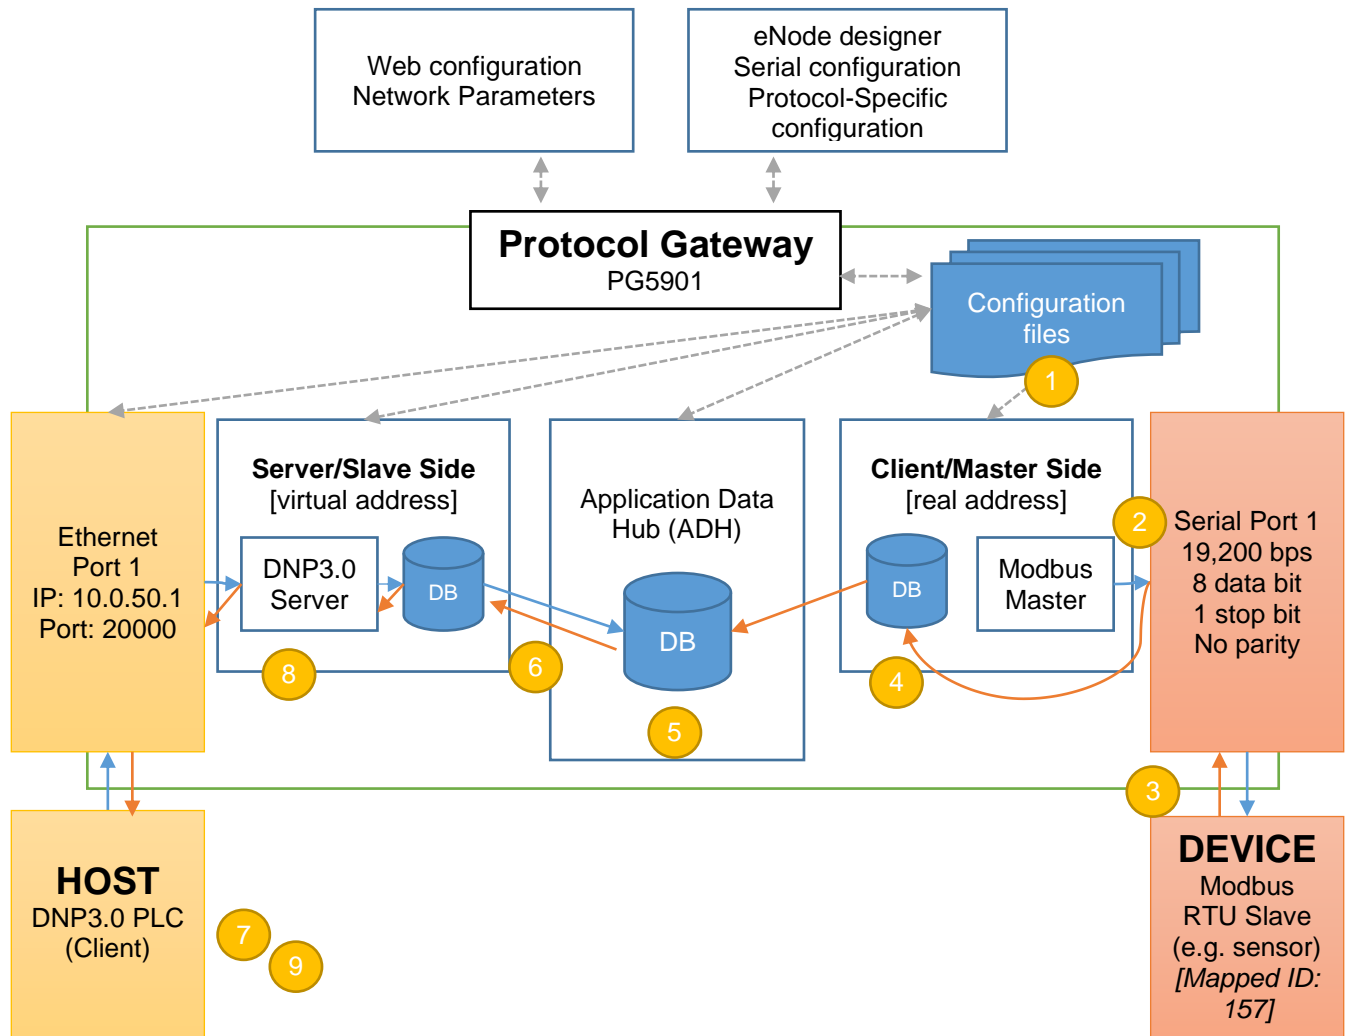 Web configuration
Network Parameters
eNode designer
Serial configuration
Protocol-Specific
configuration
Protocol Gateway
PG5901
Configuration
files
1
Server/Slave Side
[virtual address]
DNP3.0
Server
DB
8
Application Data
Hub (ADH)
DB
6
5
Client/Master Side
[real address]
DB
Modbus
Master
4
2
Ethernet
Port 1
IP: 10.0.50.1
Port: 20000
Serial Port 1
19,200 bps
8 data bit
1 stop bit
No parity
3
HOST
DNP3.0 PLC
(Client)
7
9
DEVICE
Modbus
RTU Slave
(e.g. sensor)
[Mapped ID:
157]